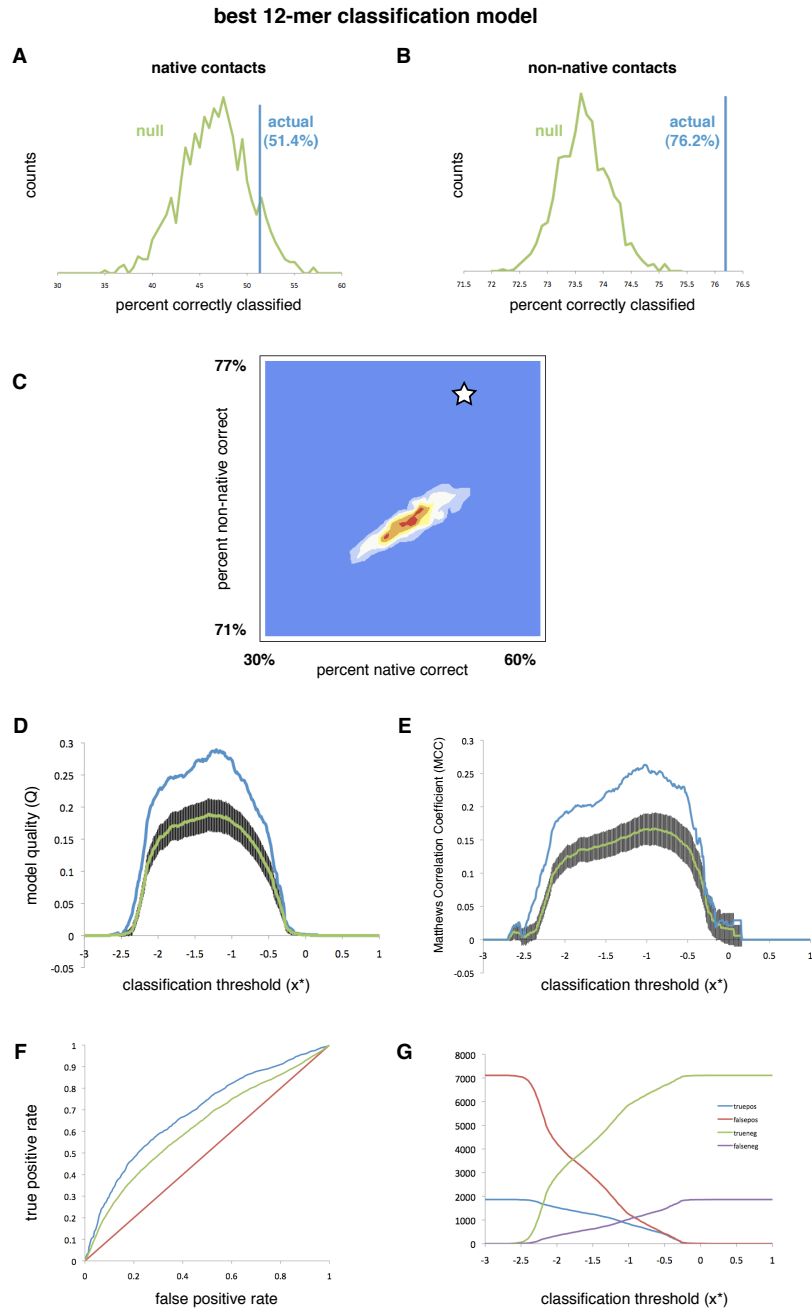 best 12-mer classification model
A
native contacts
null
actual
(51.4%)
counts
30 35 40 45 50 55 60
percent correctly classified
B
non-native contacts
null
actual
(76.2%)
counts
71.5 72 72.5 73 73.5 74 74.5 75 75.5 76 76.5
percent correctly classified
C
77%
percent non-native correct
71%
30% 60%
percent native correct
D
0.3
0.25
0.2
0.15
0.1
0.05
0
-0.05
model quality (Q)
-3 -2.5 -2 -1.5 -1 -0.5 0 0.5 1
classification threshold (x*)
E
0.3
0.25
0.2
0.15
0.1
0.05
0
-0.05
Matthews Correlation Coefficient (MCC)
-3 -2.5 -2 -1.5 -1 -0.5 0 0.5 1
classification threshold (x*)
F
1
0.9
0.8
0.7
0.6
0.5
0.4
0.3
0.2
0.1
0
true positive rate
0 0.2 0.4 0.6 0.8 1
false positive rate
G
8000
7000
6000
5000
4000
3000
2000
1000
0
truepos
falsepos
trueneg
falseneg
-3 -2.5 -2 -1.5 -1 -0.5 0 0.5 1
classification threshold (x*)